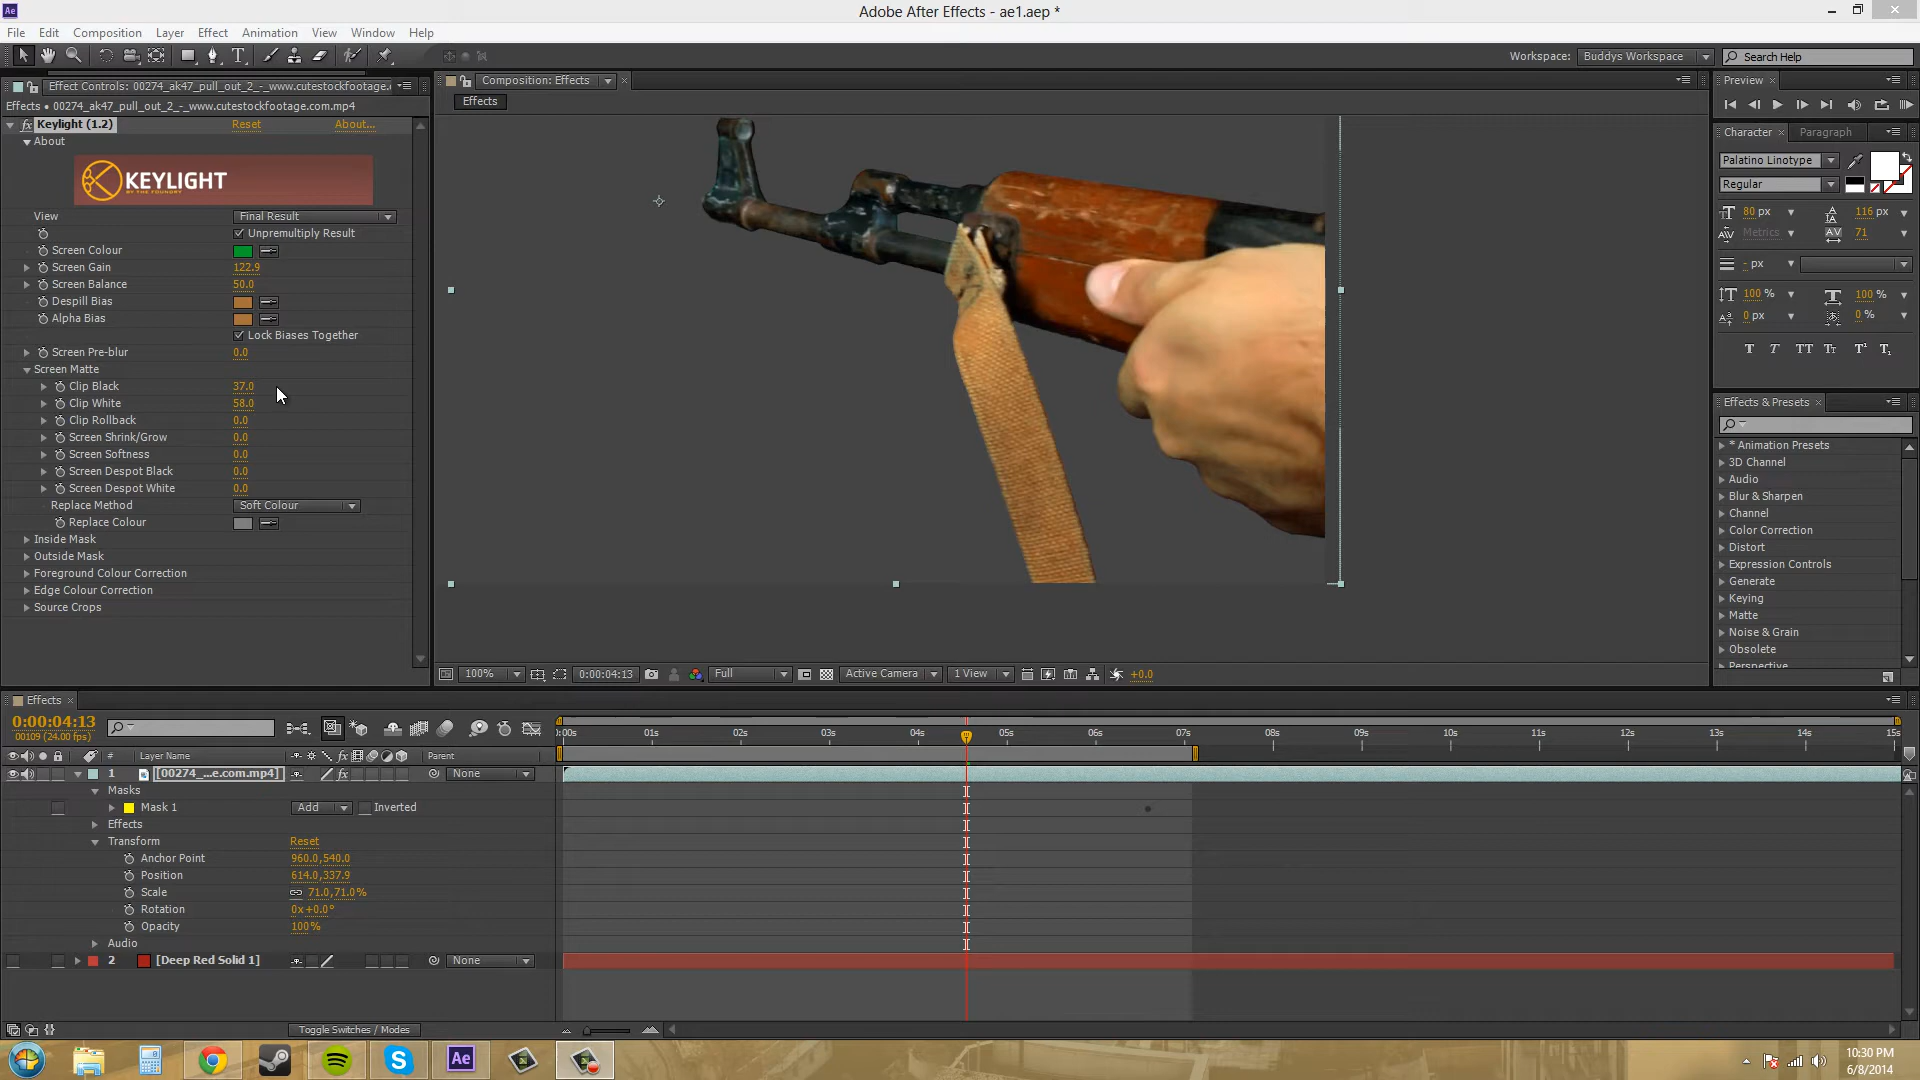 Adobe After Effects - ae1.aep *
File Edit Composition Layer Effect Animation View Window Help
Workspace: Buddys Workspace Search Help
Effect Controls: 00274_ak47_pull_out_2_-_www.cutestockfootage.
Effects • 00274_ak47_pull_out_2_-_www.cutestockfootage.com.mp4
Keylight (1.2) Reset About...
About
KEYLIGHT
BY THE FOUNDRY
View Final Result
Unpremultiply Result
Screen Colour
Screen Gain 122.9
Screen Balance 50.0
Despill Bias
Alpha Bias
Lock Biases Together
Screen Pre-blur 0.0
Screen Matte
Clip Black 37.0
Clip White 58.0
Clip Rollback 0.0
Screen Shrink/Grow 0.0
Screen Softness 0.0
Screen Despot Black 0.0
Screen Despot White 0.0
Replace Method Soft Colour
Replace Colour
Inside Mask
Outside Mask
Foreground Colour Correction
Edge Colour Correction
Source Crops
Composition: Effects
Effects
100% 0:00:04:13 Full Active Camera 1 View +0.0
Preview
Character Paragraph
Palatino Linotype
Regular
80 px 116 px
Metrics 71
- px
100 % 100 %
0 px 0 %
Effects & Presets
* Animation Presets
3D Channel
Audio
Blur & Sharpen
Channel
Color Correction
Distort
Expression Controls
Generate
Keying
Matte
Noise & Grain
Obsolete
Perspective
Effects
0:00:04:13
00109 (24.00 fps)
:00s 01s 02s 03s 04s 05s 06s 07s 08s 09s 10s 11s 12s 13s 14s 15s
# Layer Name Parent
1 [00274_...e.com.mp4] None
Masks
Mask 1 Add Inverted
Effects
Transform Reset
Anchor Point 960.0,540.0
Position 614.0,337.9
Scale 71.0,71.0%
Rotation 0x+0.0°
Opacity 100%
Audio
2 [Deep Red Solid 1] None
Toggle Switches / Modes
10:30 PM
6/8/2014